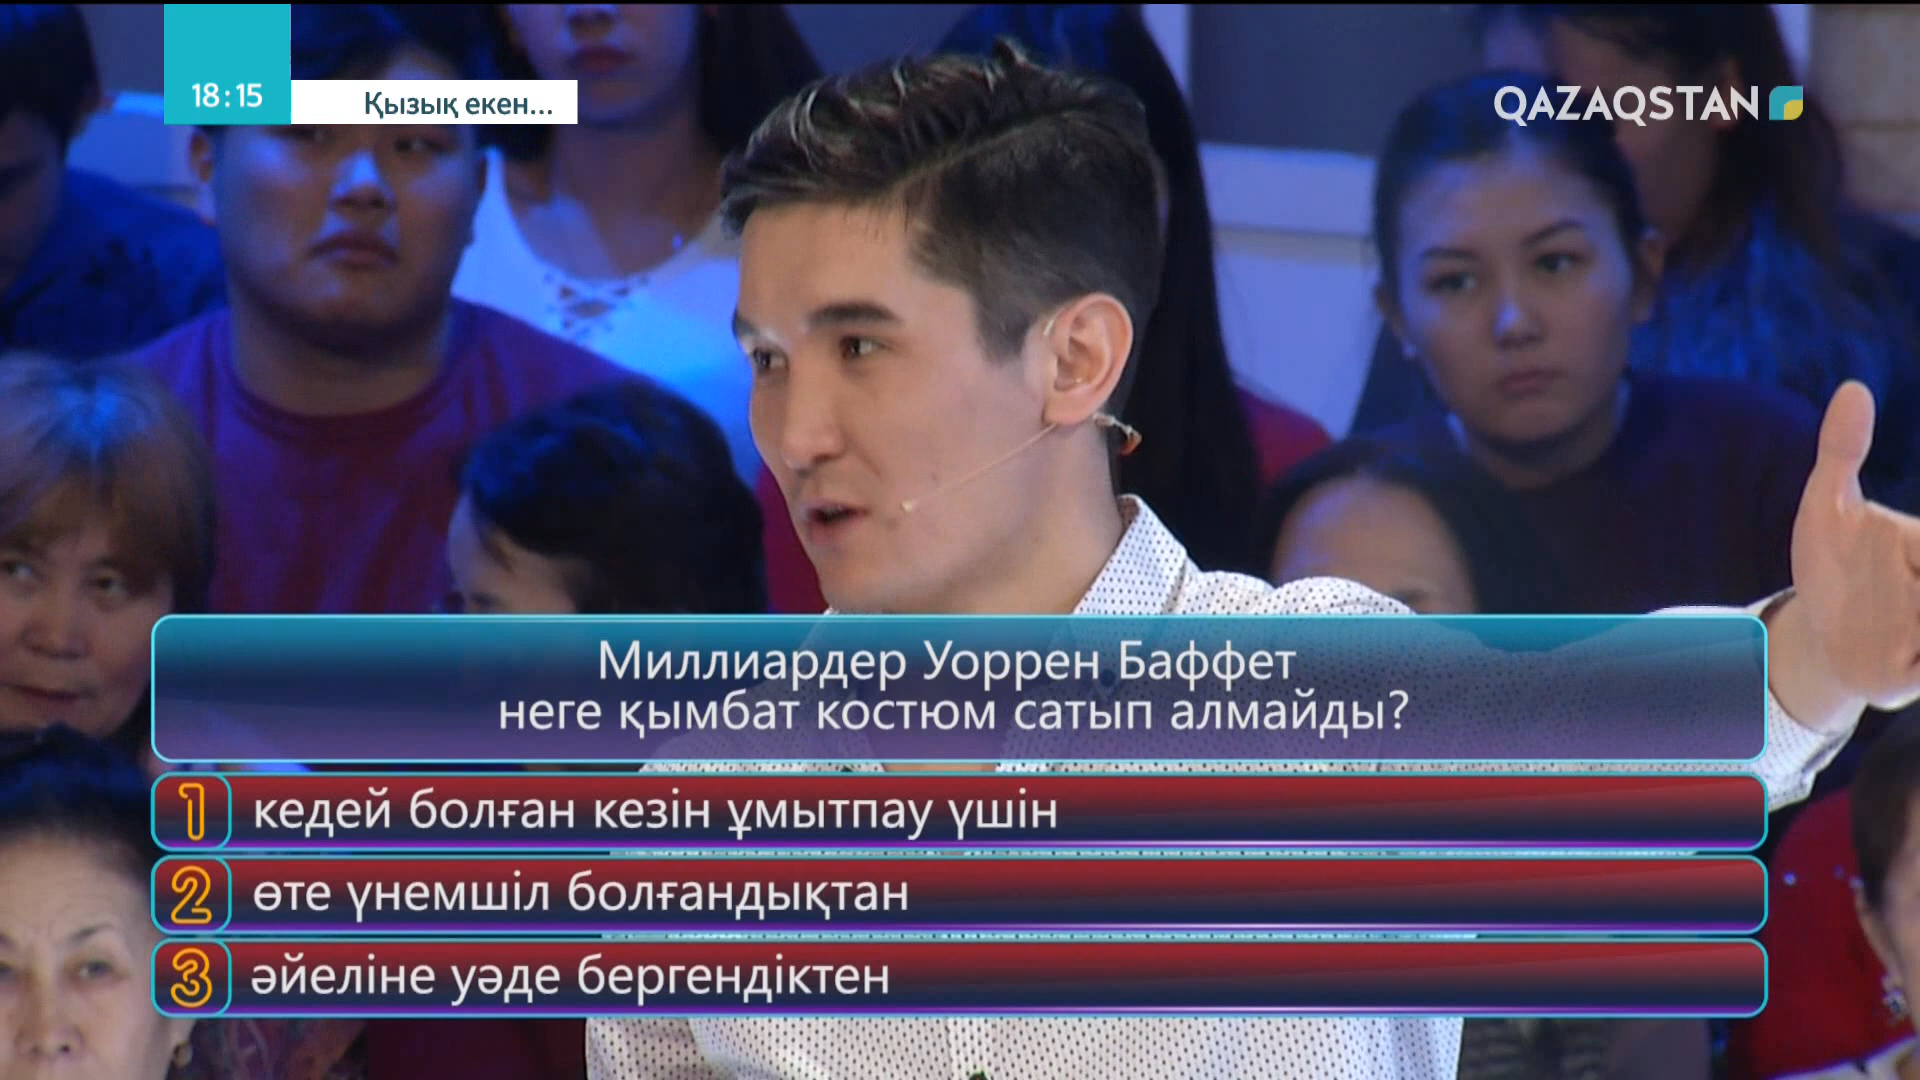 18:15
Қызық екен...
QAZAQSTAN
Миллиардер Уоррен Баффет
неге қымбат костюм сатып алмайды?
1 кедей болған кезін ұмытпау үшін
2 өте үнемшіл болғандықтан
3 әйеліне уәде бергендіктен